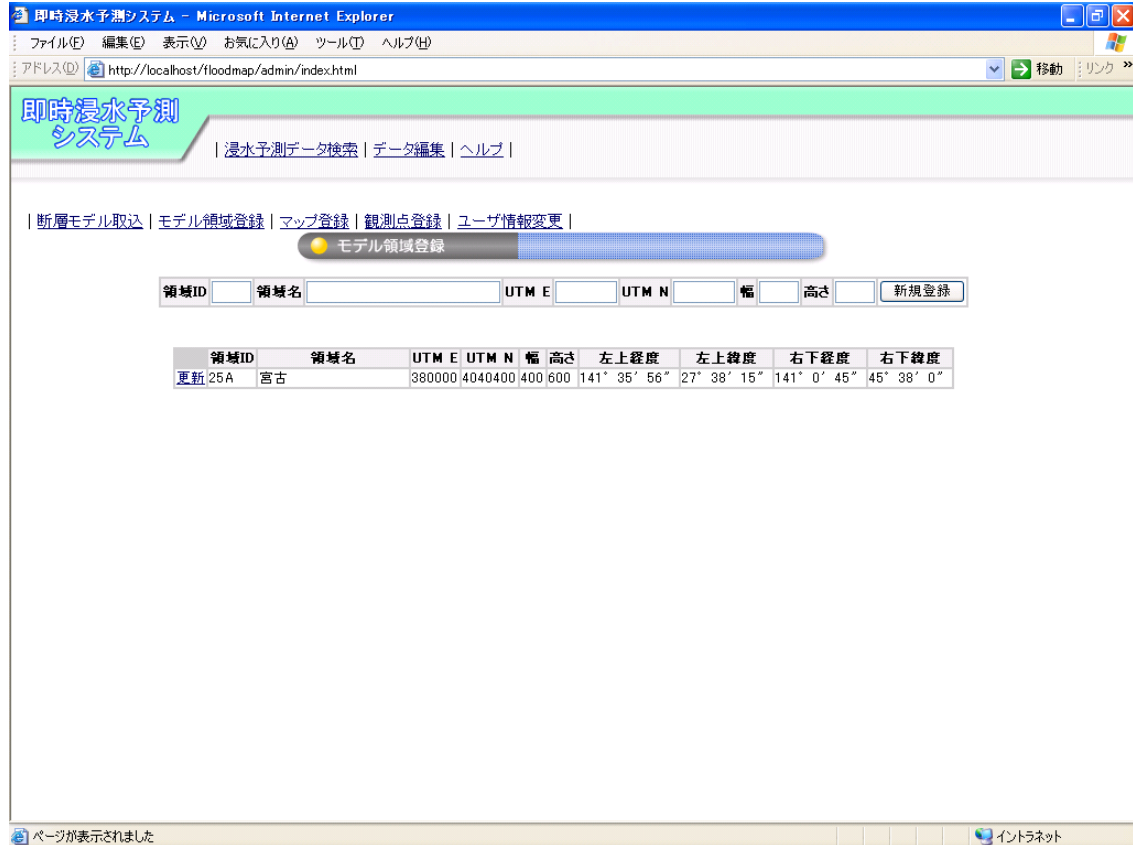 即時浸水予測システム - Microsoft Internet Explorer
ファイル(F) 編集(E) 表示(V) お気に入り(A) ツール(T) ヘルプ(H)
アドレス(D) http://localhost/floodmap/admin/index.html 移動 リンク »
即時浸水予測
システム
| 浸水予測データ検索 | データ編集 | ヘルプ |
| 断層モデル取込 | モデル領域登録 | マップ登録 | 観測点登録 | ユーザ情報変更 |
モデル領域登録
領域ID 領域名 UTM E UTM N 幅 高さ 新規登録
領域ID 領域名 UTM E UTM N 幅 高さ 左上経度 左上緯度 右下経度 右下緯度
更新 25A 宮古 380000 4040400 400 600 141° 35′ 56″ 27° 38′ 15″ 141° 0′ 45″ 45° 38′ 0″
ページが表示されました イントラネット